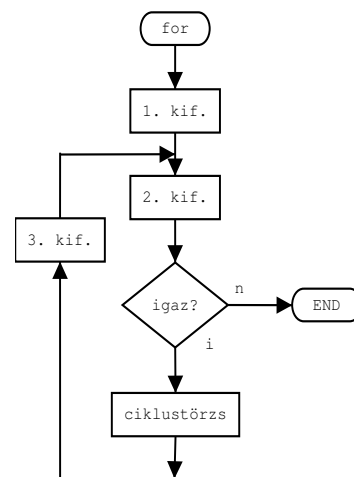 for
1. kif.
2. kif.
3. kif.
igaz?
n
END
i
ciklustörzs